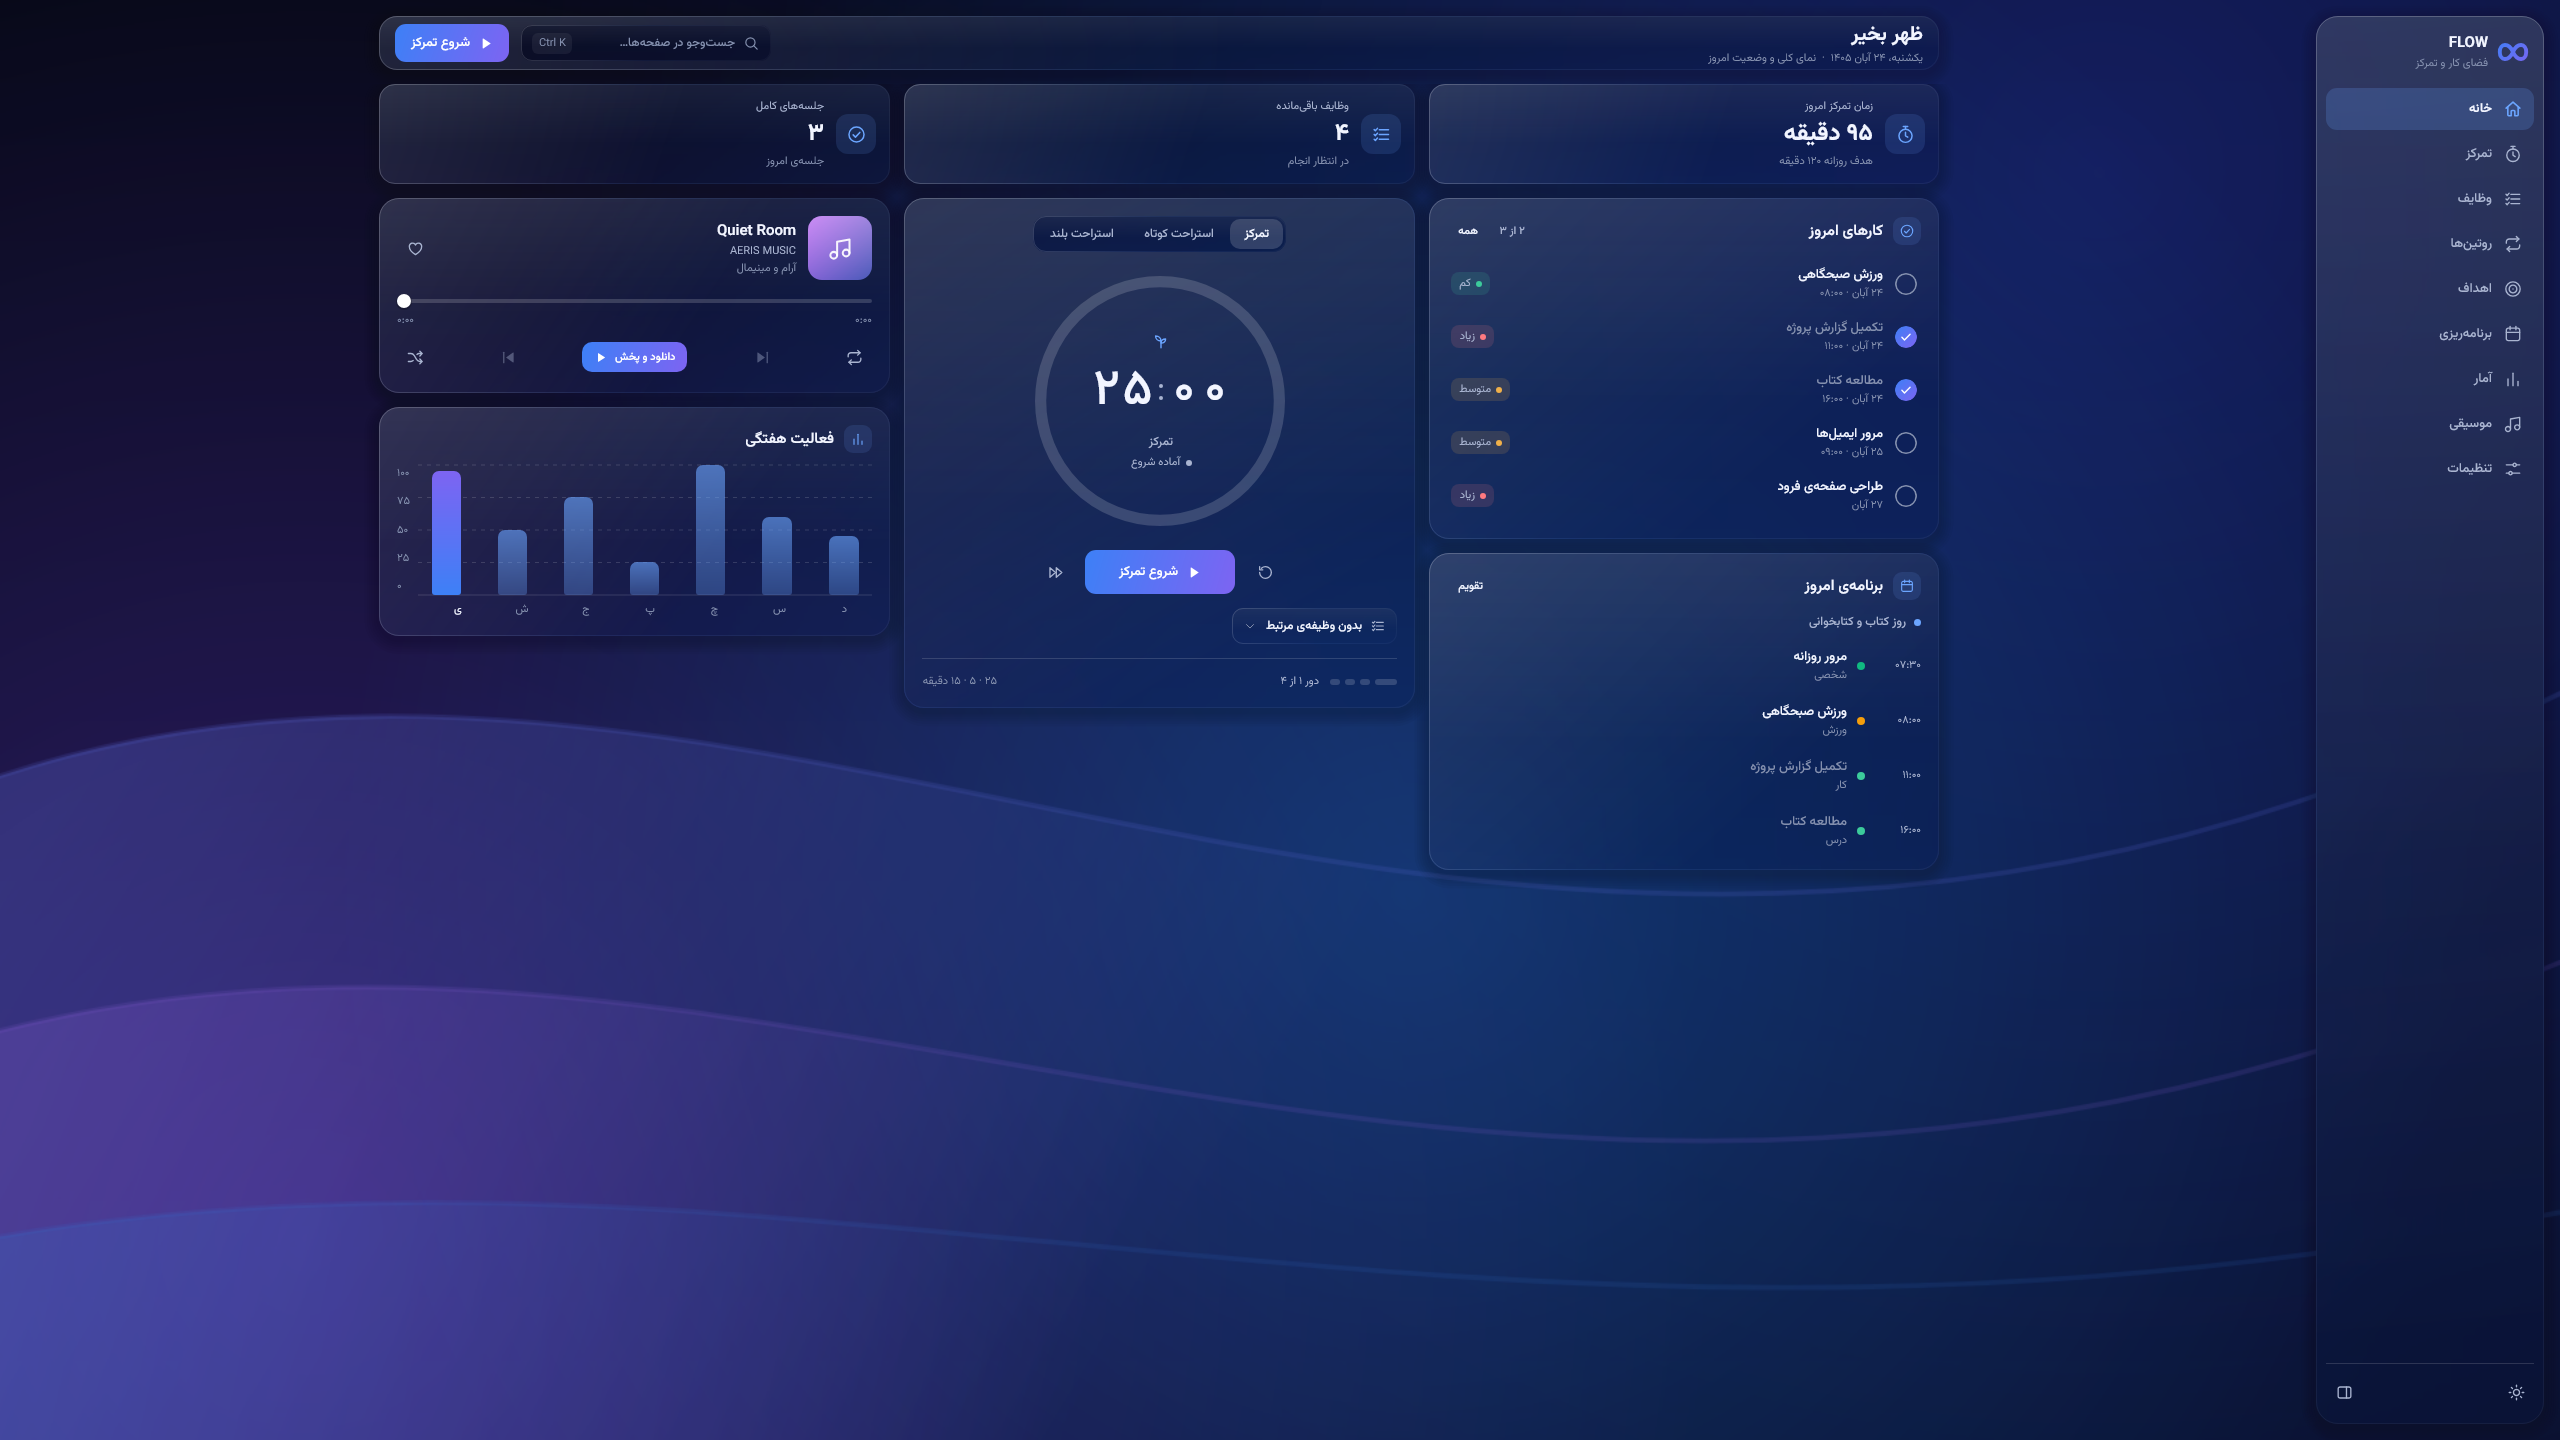 FLOW
فضای کار و تمرکز
خانه
تمرکز
وظایف
روتین‌ها
اهداف
برنامه‌ریزی
آمار
موسیقی
تنظیمات
ظهر بخیر
یکشنبه، ۲۴ آبان ۱۴۰۵ · نمای کلی و وضعیت امروز
جست‌وجو در صفحه‌ها...
Ctrl K
شروع تمرکز
زمان تمرکز امروز
۹۵ دقیقه
هدف روزانه ۱۲۰ دقیقه
وظایف باقی‌مانده
۴
در انتظار انجام
جلسه‌های کامل
۳
جلسه‌ی امروز
کارهای امروز
۲ از ۳
همه
ورزش صبحگاهی
۲۴ آبان · ۰۸:۰۰
کم
تکمیل گزارش پروژه
۲۴ آبان · ۱۱:۰۰
زیاد
مطالعه کتاب
۲۴ آبان · ۱۶:۰۰
متوسط
مرور ایمیل‌ها
۲۵ آبان · ۰۹:۰۰
متوسط
طراحی صفحه‌ی فرود
۲۷ آبان
زیاد
برنامه‌ی امروز
تقویم
روز کتاب و کتابخوانی
۰۷:۳۰
مرور روزانه
شخصی
۰۸:۰۰
ورزش صبحگاهی
ورزش
۱۱:۰۰
تکمیل گزارش پروژه
کار
۱۶:۰۰
مطالعه کتاب
درس
تمرکز
استراحت کوتاه
استراحت بلند
۲۵:۰۰
تمرکز
آماده شروع
شروع تمرکز
بدون وظیفه‌ی مرتبط
دور ۱ از ۴
۲۵ · ۵ · ۱۵ دقیقه
Quiet Room
AERIS MUSIC
آرام و مینیمال
۰:۰۰
۰:۰۰
دانلود و پخش
فعالیت هفتگی
۱۰۰
۷۵
۵۰
۲۵
۰
د
س
چ
پ
ج
ش
ی